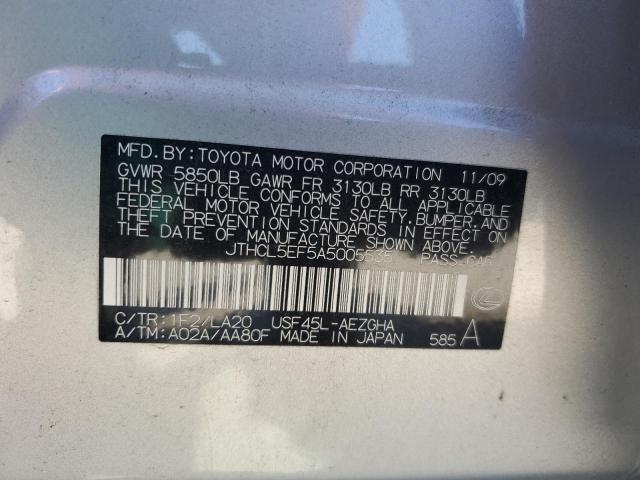 MFD. BY: TOYOTA MOTOR CORPORATION 11/09
GVWR 5850LB GAWR FR 3130LB RR 3130LB
THIS VEHICLE CONFORMS TO ALL APPLICABLE
FEDERAL MOTOR VEHICLE SAFETY, BUMPER, AND
THEFT PREVENTION STANDARDS IN EFFECT ON
THE DATE OF MANUFACTURE SHOWN ABOVE.
JTHCL5EF5A5005535 PASS-CAR
C/TR: 1F2/LA20 USF45L-AEZGHA
A/TM: A02A/AA80F MADE IN JAPAN 585 A